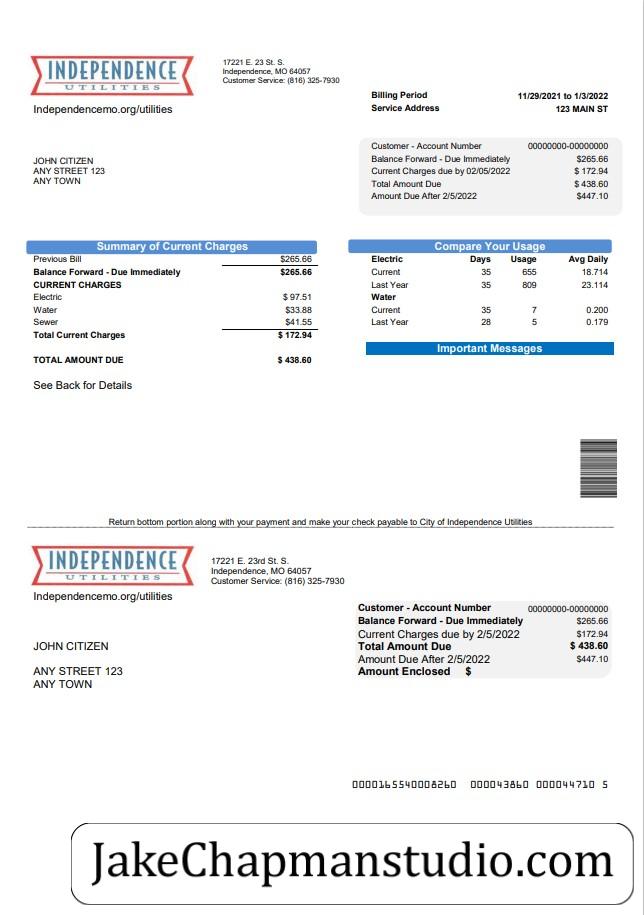 INDEPENDENCE
UTILITIES
Independencemo.org/utilities
17221 E. 23 St. S.
Independence, MO 64057
Customer Service: (816) 325-7930
Billing Period 11/29/2021 to 1/3/2022
Service Address 123 MAIN ST
JOHN CITIZEN
ANY STREET 123
ANY TOWN
Customer - Account Number 00000000-00000000
Balance Forward - Due Immediately $265.66
Current Charges due by 02/05/2022 $ 172.94
Total Amount Due $ 438.60
Amount Due After 2/5/2022 $447.10
Summary of Current Charges
Previous Bill $265.66
Balance Forward - Due Immediately $265.66
CURRENT CHARGES
Electric $ 97.51
Water $33.88
Sewer $41.55
Total Current Charges $ 172.94
TOTAL AMOUNT DUE $ 438.60
See Back for Details
Compare Your Usage
Electric Days Usage Avg Daily
Current 35 655 18.714
Last Year 35 809 23.114
Water
Current 35 7 0.200
Last Year 28 5 0.179
Important Messages
Return bottom portion along with your payment and make your check payable to City of Independence Utilities
INDEPENDENCE
UTILITIES
Independencemo.org/utilities
17221 E. 23rd St. S.
Independence, MO 64057
Customer Service: (816) 325-7930
JOHN CITIZEN
ANY STREET 123
ANY TOWN
Customer - Account Number 00000000-00000000
Balance Forward - Due Immediately $265.66
Current Charges due by 2/5/2022 $172.94
Total Amount Due $ 438.60
Amount Due After 2/5/2022 $447.10
Amount Enclosed $
0000165540008260 000043860 000044710 5
JakeChapmanstudio.com